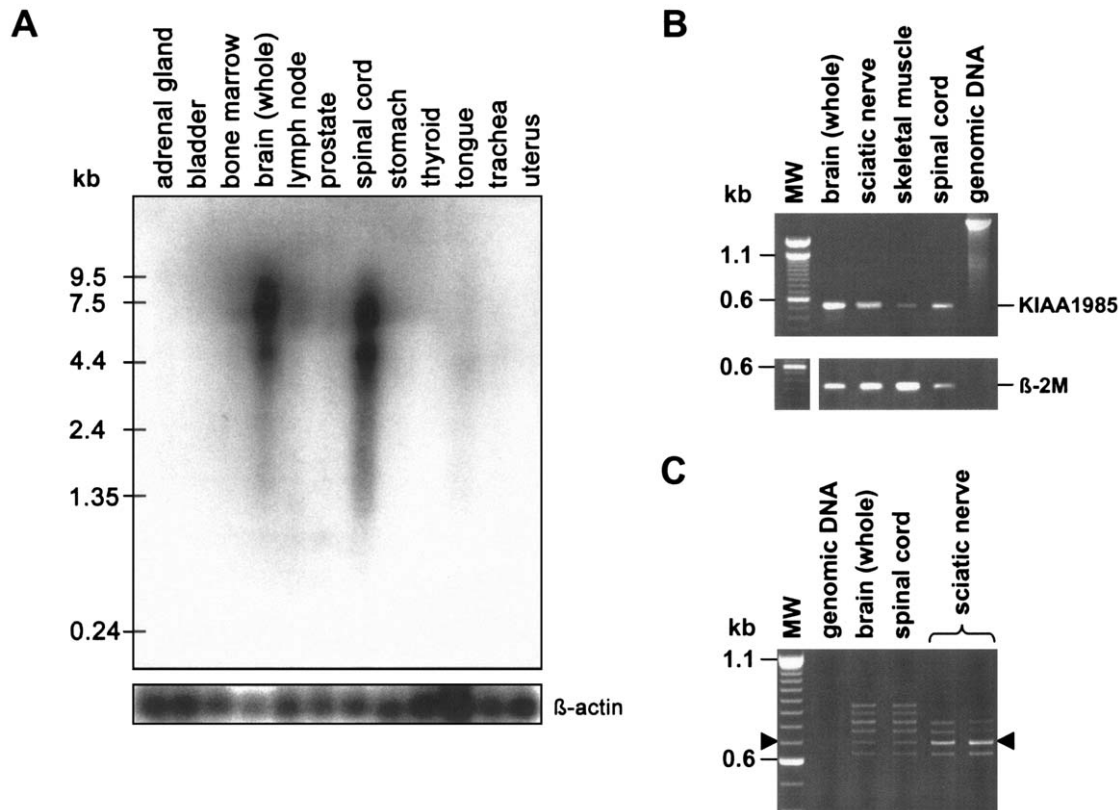 A
adrenal gland
bladder
bone marrow
brain (whole)
lymph node
prostate
spinal cord
stomach
thyroid
tongue
trachea
uterus
kb
9.5
7.5
4.4
2.4
1.35
0.24
ß-actin
B
brain (whole)
sciatic nerve
skeletal muscle
spinal cord
genomic DNA
MW
kb
1.1
0.6
KIAA1985
0.6
ß-2M
C
genomic DNA
brain (whole)
spinal cord
sciatic nerve
MW
kb
1.1
0.6